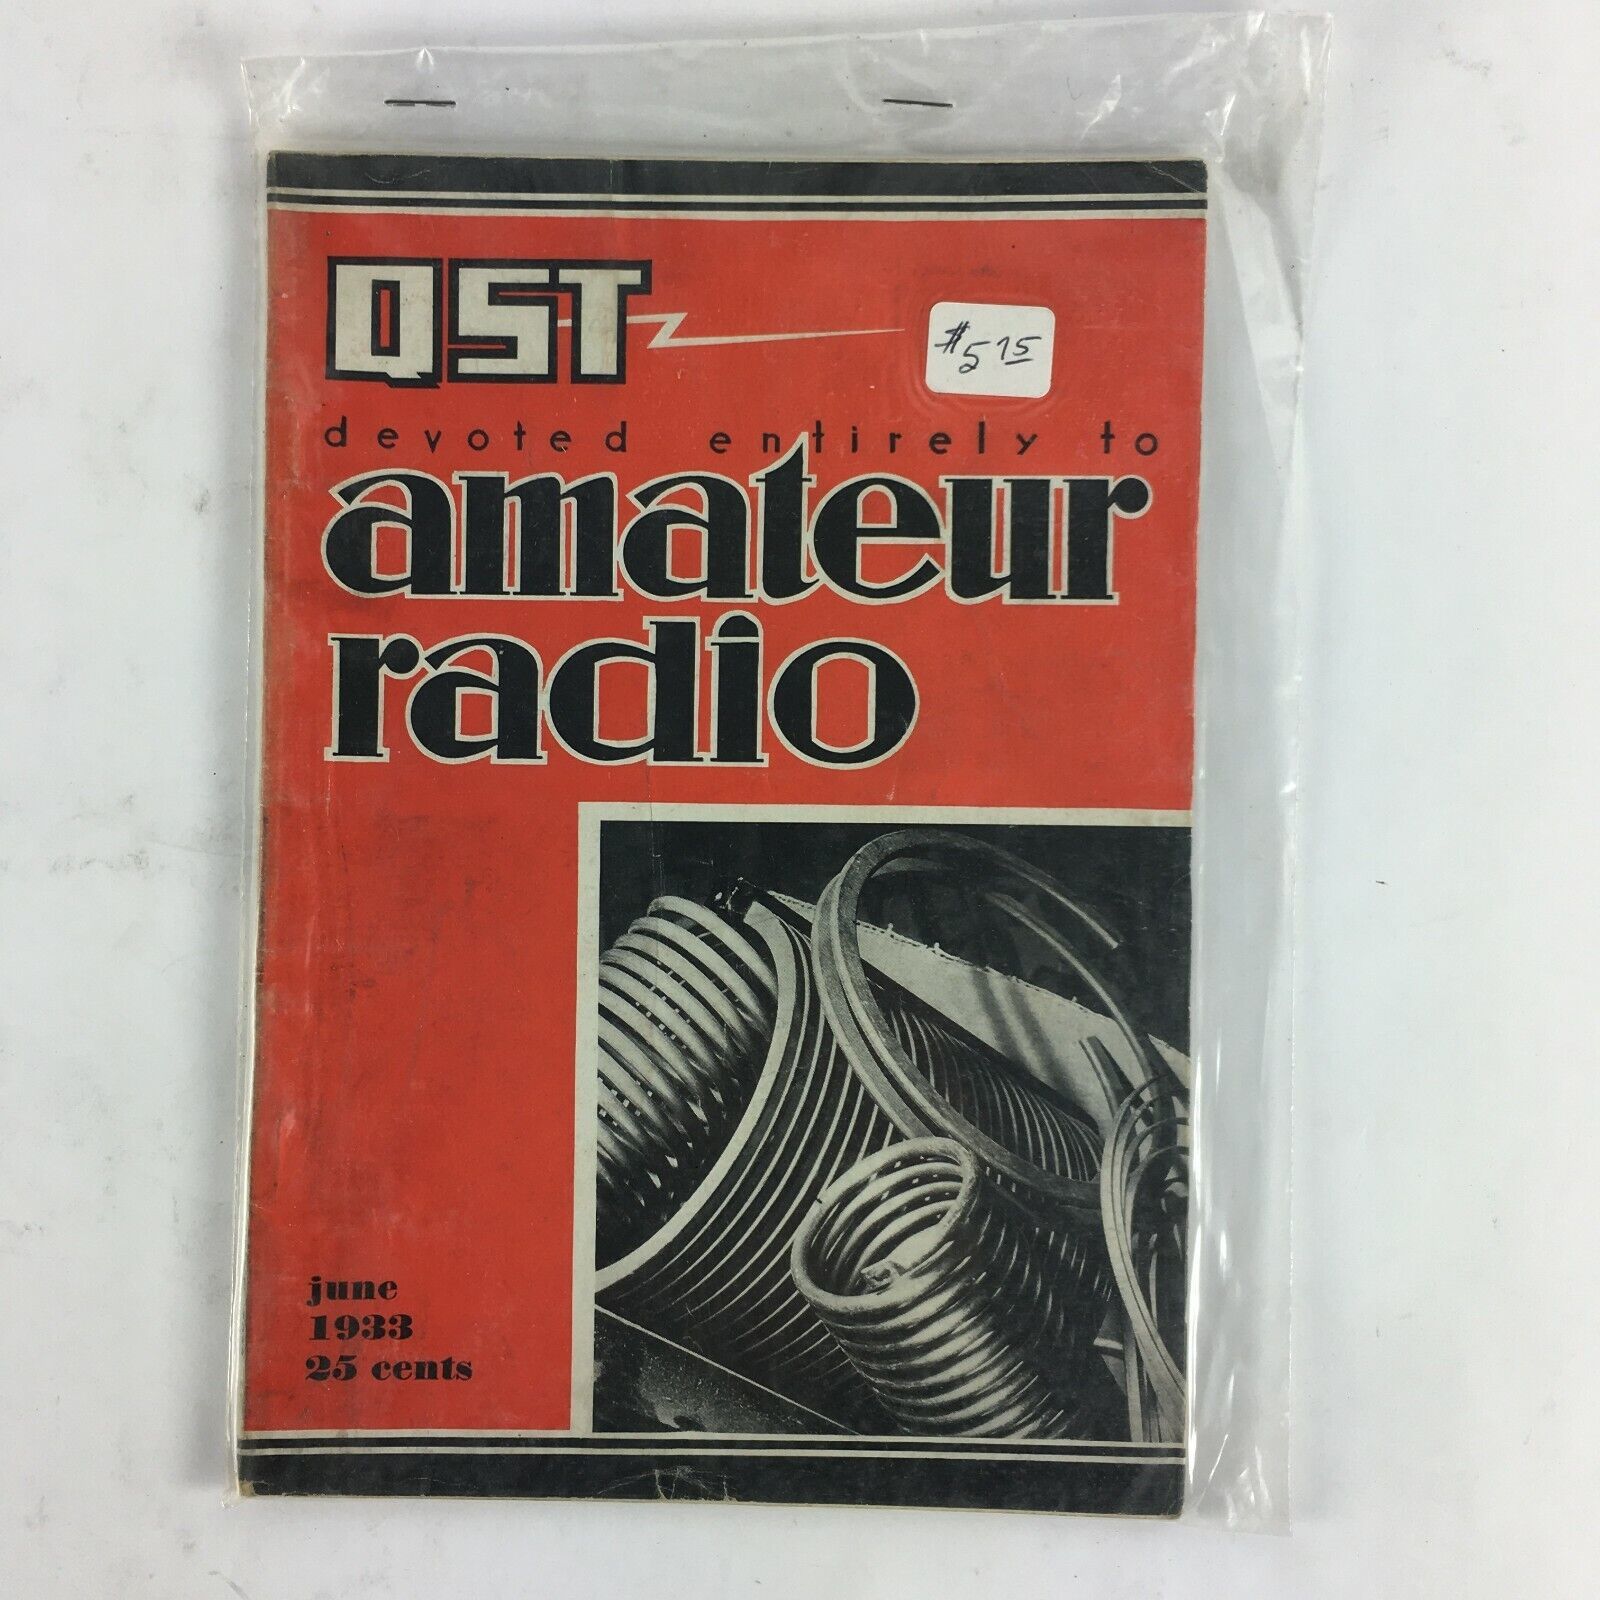 QST
$5.75
devoted entirely to
amateur
radio
june
1933
25 cents